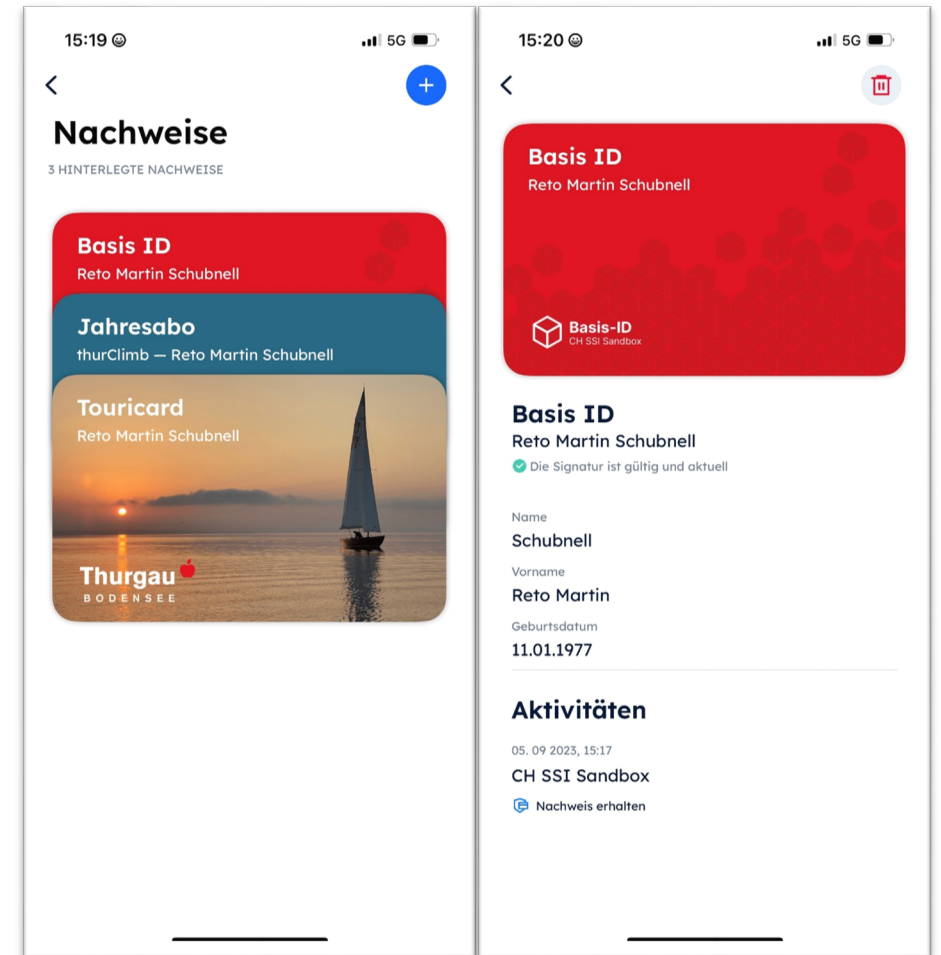 15:19
5G
Nachweise
3 HINTERLEGTE NACHWEISE
Basis ID
Reto Martin Schubnell
Jahresabo
thurClimb — Reto Martin Schubnell
Touricard
Reto Martin Schubnell
Thurgau
BODENSEE
15:20
5G
Basis ID
Reto Martin Schubnell
Basis-ID
CH SSI Sandbox
Basis ID
Reto Martin Schubnell
Die Signatur ist gültig und aktuell
Name
Schubnell
Vorname
Reto Martin
Geburtsdatum
11.01.1977
Aktivitäten
05. 09 2023, 15:17
CH SSI Sandbox
Nachweis erhalten